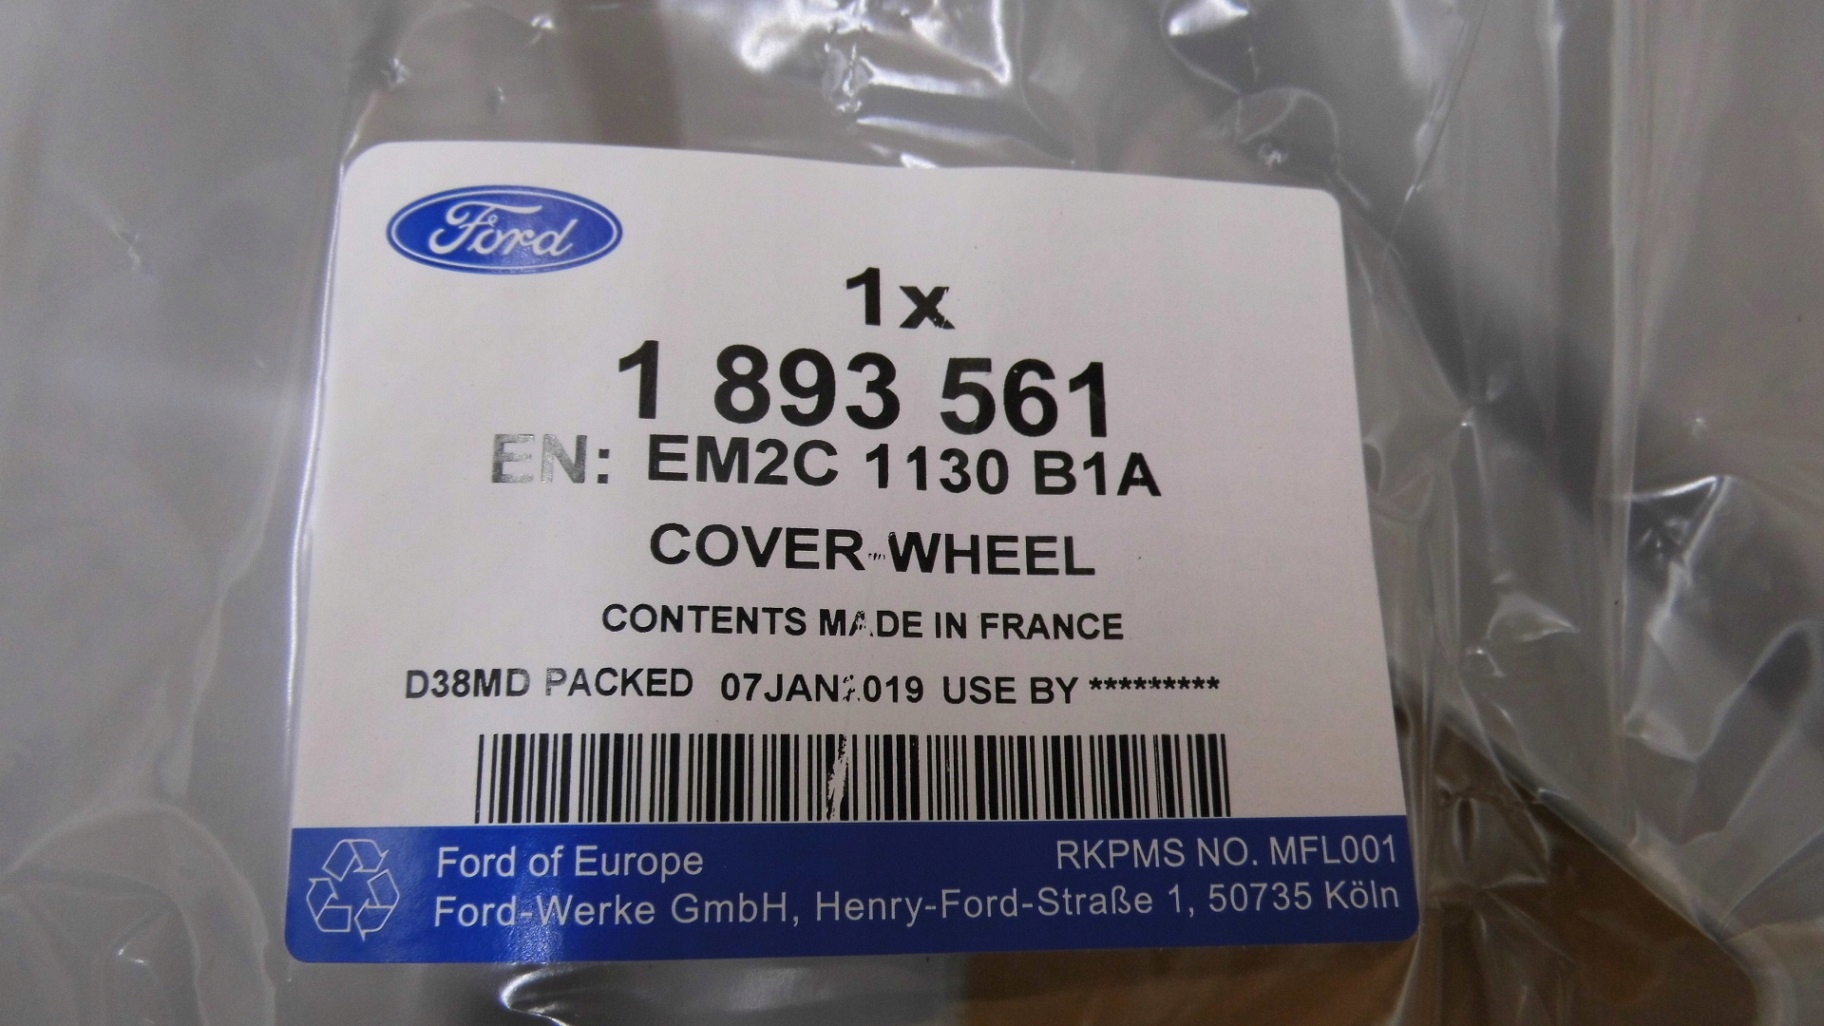 Ford
1x
1 893 561
EN: EM2C 1130 B1A
COVER-WHEEL
CONTENTS MADE IN FRANCE
D38MD PACKED 07JAN2019 USE BY *********
Ford of Europe RKPMS NO. MFL001
Ford-Werke GmbH, Henry-Ford-Straße 1, 50735 Köln